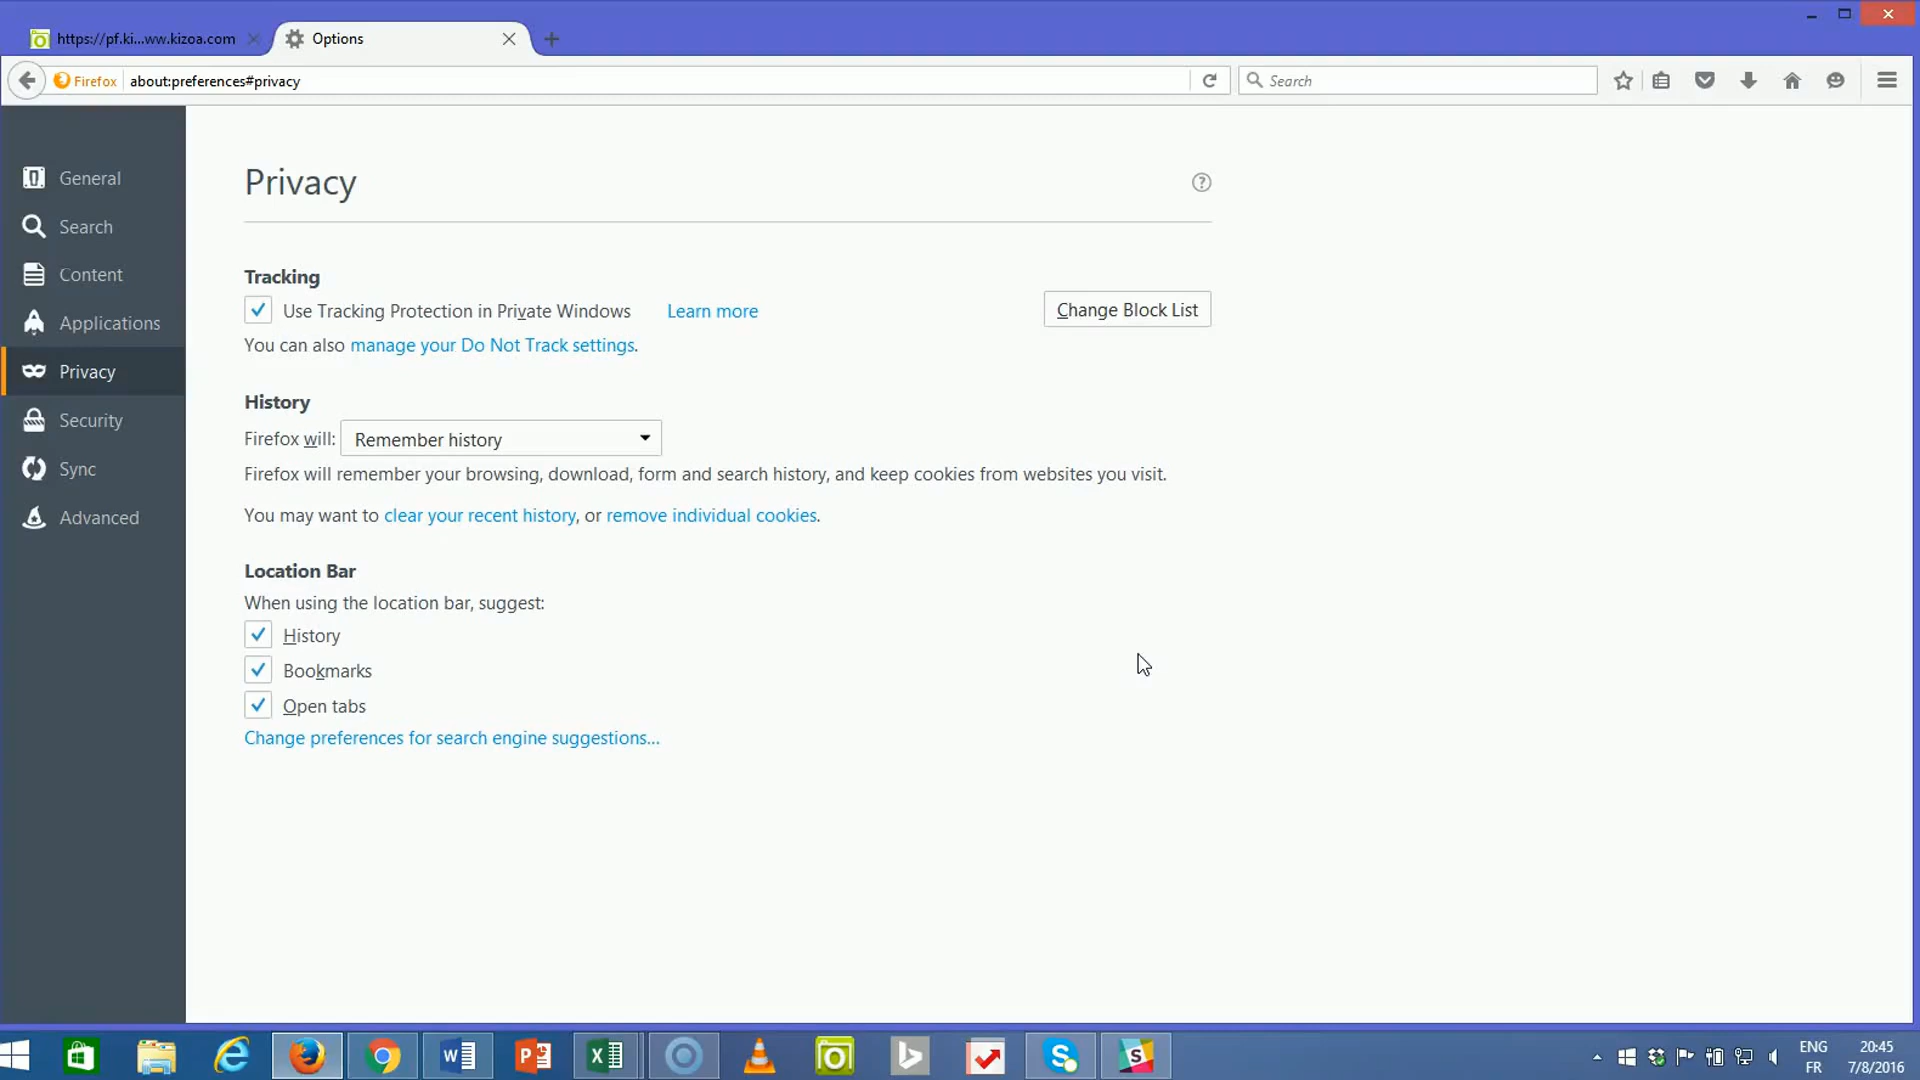 https://pf.ki...ww.kizoa.com
Options
Firefox
about:preferences#privacy
Search
General
Search
Content
Applications
Privacy
Security
Sync
Advanced
Privacy
Tracking
Use Tracking Protection in Private Windows
Learn more
Change Block List
You can also manage your Do Not Track settings.
History
Firefox will:
Remember history
Firefox will remember your browsing, download, form and search history, and keep cookies from websites you visit.
You may want to clear your recent history, or remove individual cookies.
Location Bar
When using the location bar, suggest:
History
Bookmarks
Open tabs
Change preferences for search engine suggestions...
ENG
FR
20:45
7/8/2016